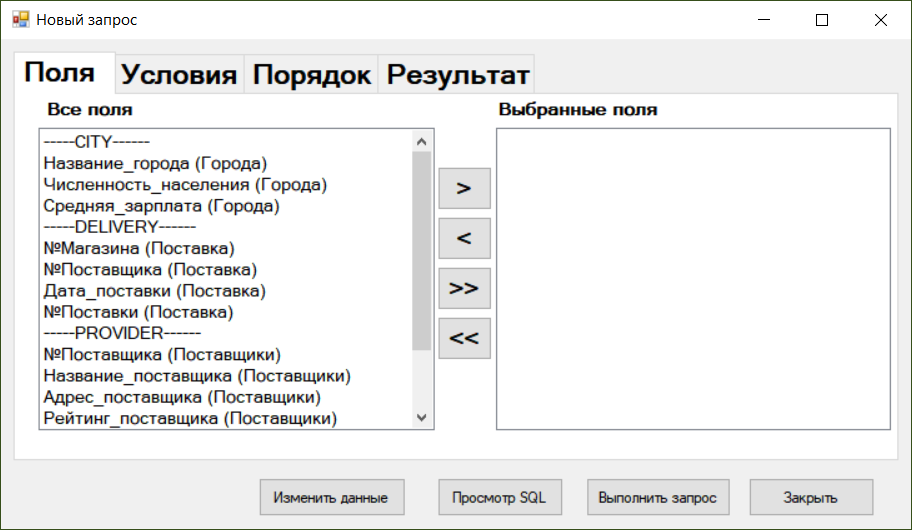 Новый запрос
Поля Условия Порядок Результат
Все поля
Выбранные поля
-----CITY------
Название_города (Города)
Численность_населения (Города)
Средняя_зарплата (Города)
-----DELIVERY------
№Магазина (Поставка)
№Поставщика (Поставка)
Дата_поставки (Поставка)
№Поставки (Поставка)
-----PROVIDER------
№Поставщика (Поставщики)
Название_поставщика (Поставщики)
Адрес_поставщика (Поставщики)
Рейтинг_поставщика (Поставщики)
>
<
>>
<<
Изменить данные Просмотр SQL Выполнить запрос Закрыть